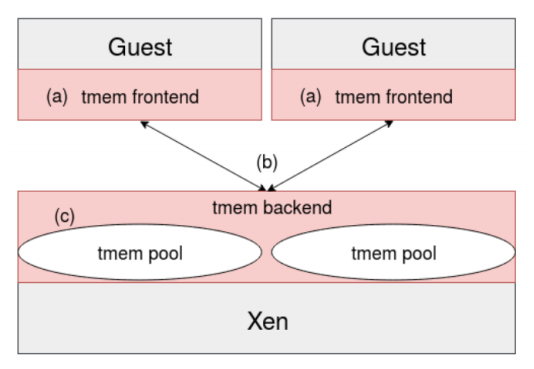 Guest
Guest
(a) tmem frontend
(a) tmem frontend
(b)
tmem backend
(c)
tmem pool
tmem pool
Xen